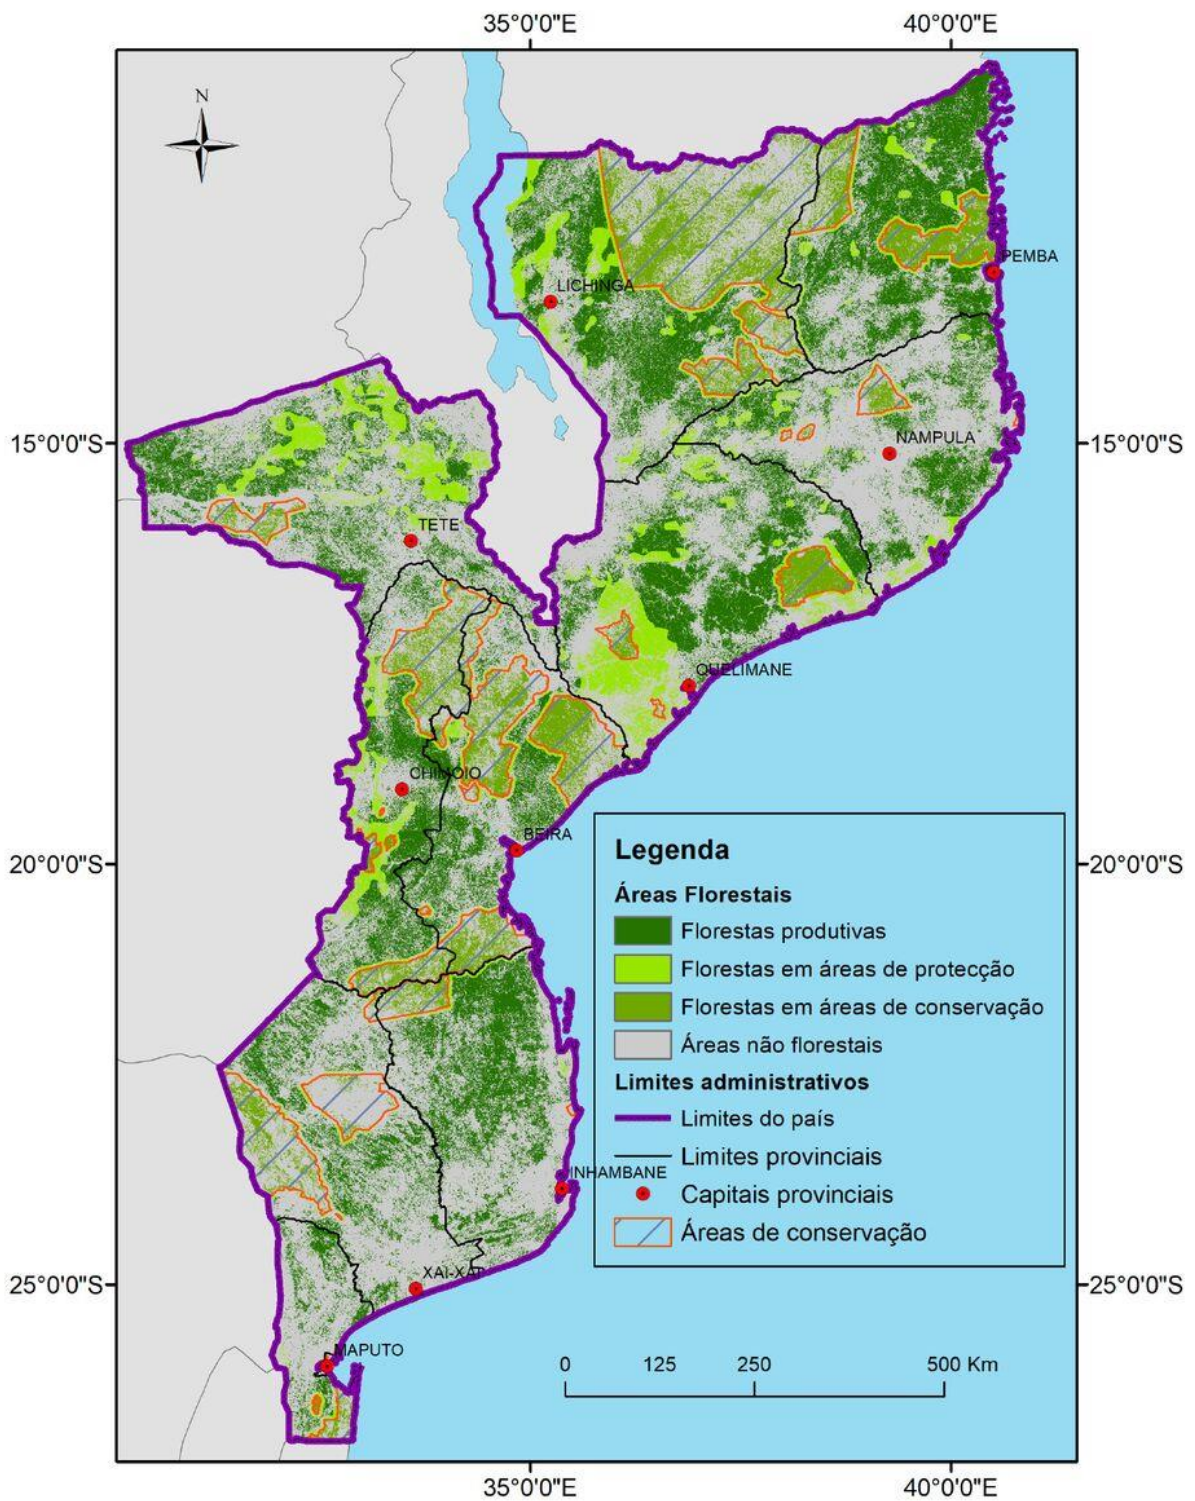 35°0'0"E 40°0'0"E
N
PEMBA
LICHINGA
15°0'0"S 15°0'0"S
NAMPULA
TETE
QUELIMANE
CHIMOIO
BEIRA
20°0'0"S 20°0'0"S
Legenda
Áreas Florestais
Florestas produtivas
Florestas em áreas de protecção
Florestas em áreas de conservação
Áreas não florestais
Limites administrativos
Limites do país
Limites provinciais
Capitais provinciais
Áreas de conservação
INHAMBANE
XAI-XAI
25°0'0"S 25°0'0"S
MAPUTO
0 125 250 500 Km
35°0'0"E 40°0'0"E